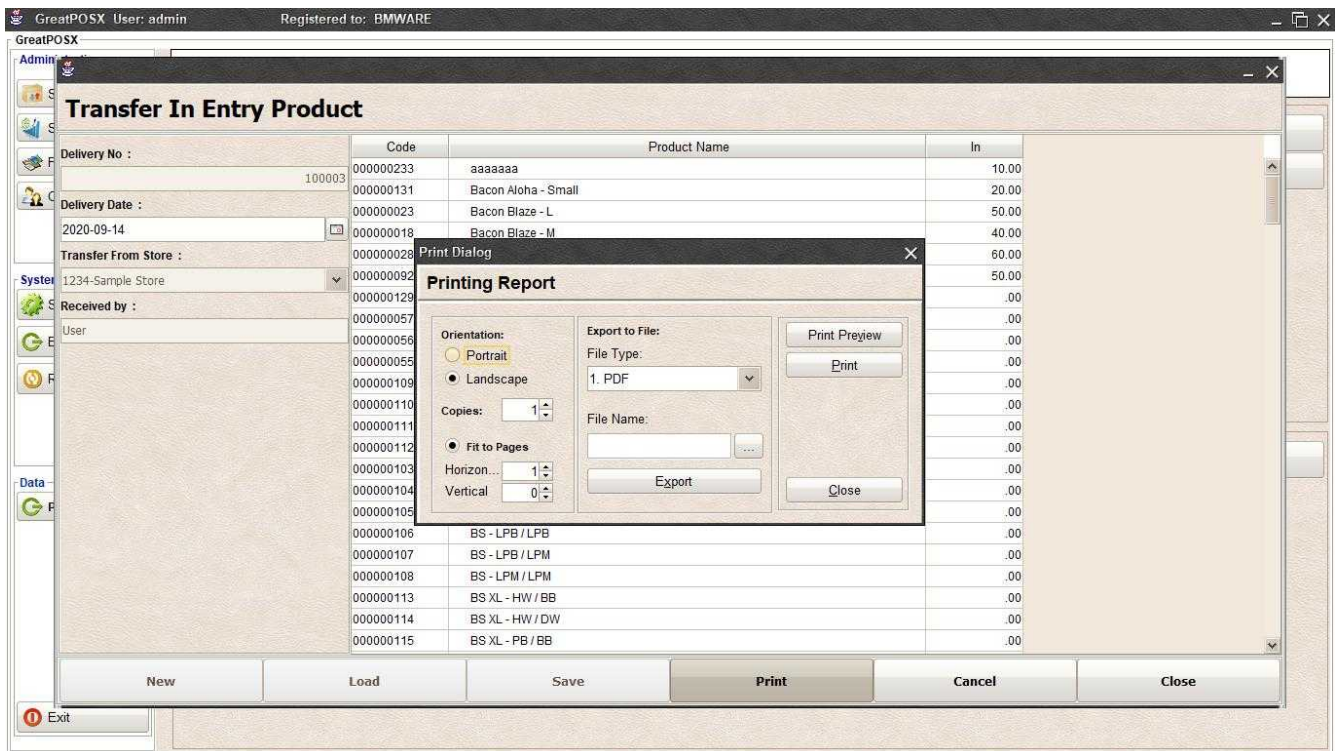 GreatPOSX User: admin Registered to: BMWARE
GreatPOSX
Transfer In Entry Product
Delivery No :
100003
Delivery Date :
2020-09-14
Transfer From Store :
1234-Sample Store
Received by :
User
Code Product Name In
000000233 aaaaaaa 10.00
000000131 Bacon Aloha - Small 20.00
000000023 Bacon Blaze - L 50.00
000000018 Bacon Blaze - M 40.00
000000028 60.00
000000092 50.00
000000129 .00
000000057 .00
000000056 .00
000000055 .00
000000109 .00
000000110 .00
000000111 .00
000000112 .00
000000103 .00
000000104 .00
000000105 .00
000000106 BS - LPB / LPB .00
000000107 BS - LPB / LPM .00
000000108 BS - LPM / LPM .00
000000113 BS XL - HW / BB .00
000000114 BS XL - HW / DW .00
000000115 BS XL - PB / BB .00
Print Dialog
Printing Report
Orientation:
Portrait
Landscape
Copies: 1
Fit to Pages
Horizon... 1
Vertical 0
Export to File:
File Type:
1. PDF
File Name:
...
Export
Print Preview
Print
Close
New Load Save Print Cancel Close
Data
Exit